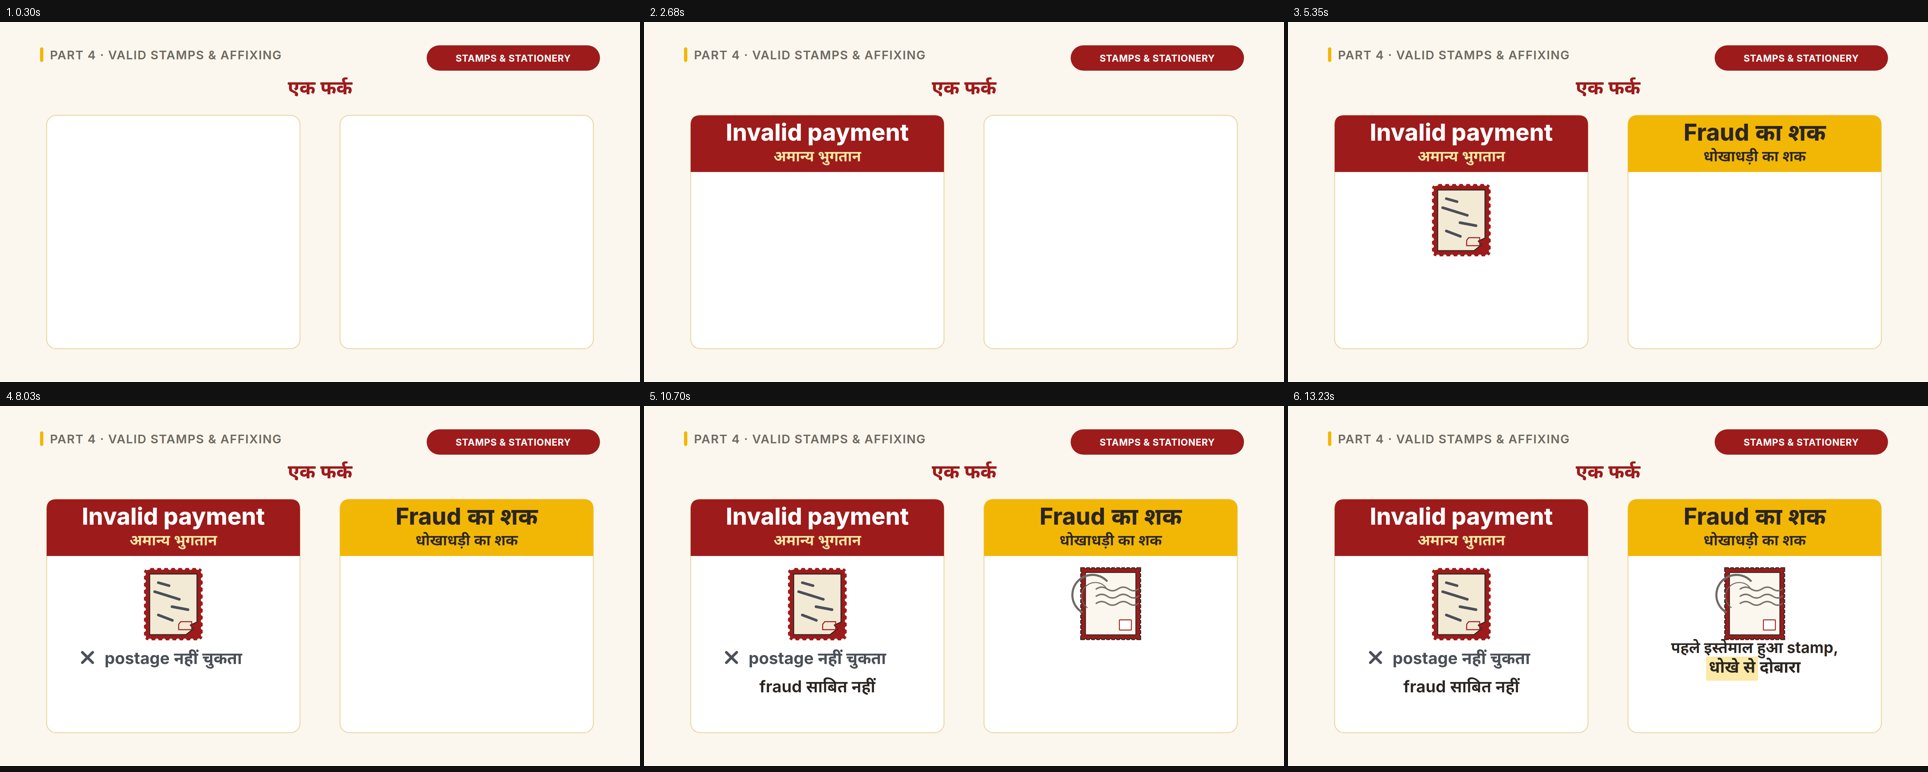 1. 0.30s
PART 4 · VALID STAMPS & AFFIXING
STAMPS & STATIONERY
एक फर्क
2. 2.68s
PART 4 · VALID STAMPS & AFFIXING
STAMPS & STATIONERY
एक फर्क
Invalid payment
अमान्य भुगतान
3. 5.35s
PART 4 · VALID STAMPS & AFFIXING
STAMPS & STATIONERY
एक फर्क
Invalid payment
अमान्य भुगतान
Fraud का शक
धोखाधड़ी का शक
4. 8.03s
PART 4 · VALID STAMPS & AFFIXING
STAMPS & STATIONERY
एक फर्क
Invalid payment
अमान्य भुगतान
postage नहीं चुकता
Fraud का शक
धोखाधड़ी का शक
5. 10.70s
PART 4 · VALID STAMPS & AFFIXING
STAMPS & STATIONERY
एक फर्क
Invalid payment
अमान्य भुगतान
postage नहीं चुकता
fraud साबित नहीं
Fraud का शक
धोखाधड़ी का शक
6. 13.23s
PART 4 · VALID STAMPS & AFFIXING
STAMPS & STATIONERY
एक फर्क
Invalid payment
अमान्य भुगतान
postage नहीं चुकता
fraud साबित नहीं
Fraud का शक
धोखाधड़ी का शक
पहले इस्तेमाल हुआ stamp,
धोखे से दोबारा